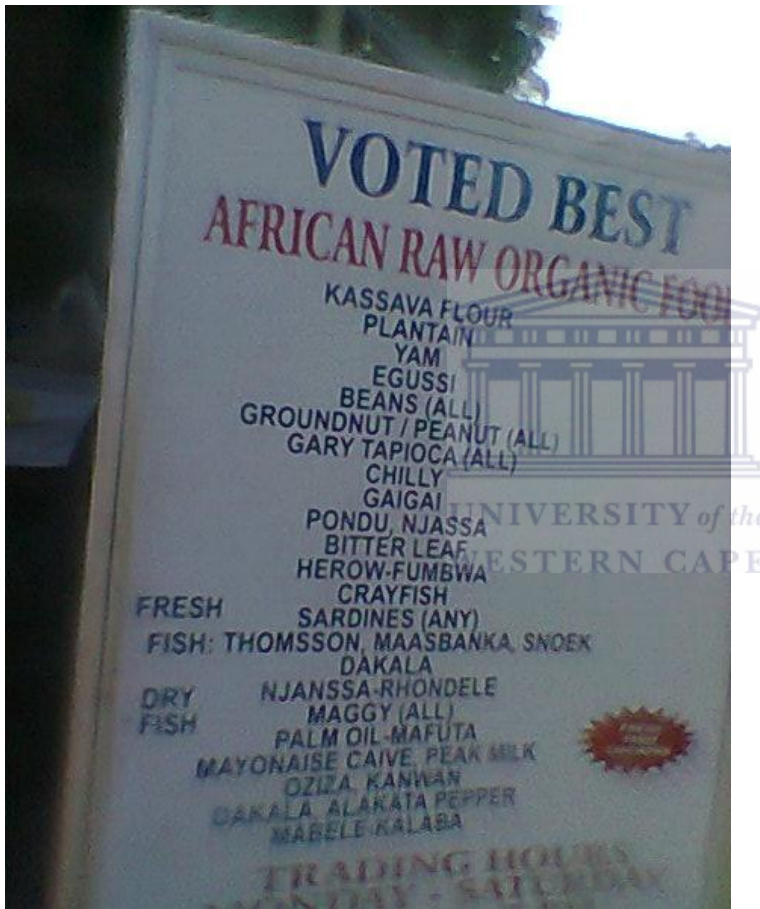 VOTED BEST
AFRICAN RAW ORGANIC FOOD
KASSAVA FLOUR
PLANTAIN
YAM
EGUSSI
BEANS (ALL)
GROUNDNUT / PEANUT (ALL)
GARY TAPIOCA (ALL)
CHILLY
GAIGAI
PONDU, NJASSA
BITTER LEAF
HEROW-FUMBWA
CRAYFISH
FRESH SARDINES (ANY)
FISH: THOMSSON, MAASBANKA, SNOEK
DAKALA
DRY NJANSSA-RHONDELE
FISH MAGGY (ALL)
PALM OIL-MAFUTA
MAYONAISE CAIVE, PEAK MILK
OZIZA, KANWAN
DAKALA, ALAKATA PEPPER
MABELE-KALABA
TRADING HOURS
MONDAY - SATURDAY
UNIVERSITY of the
WESTERN CAPE